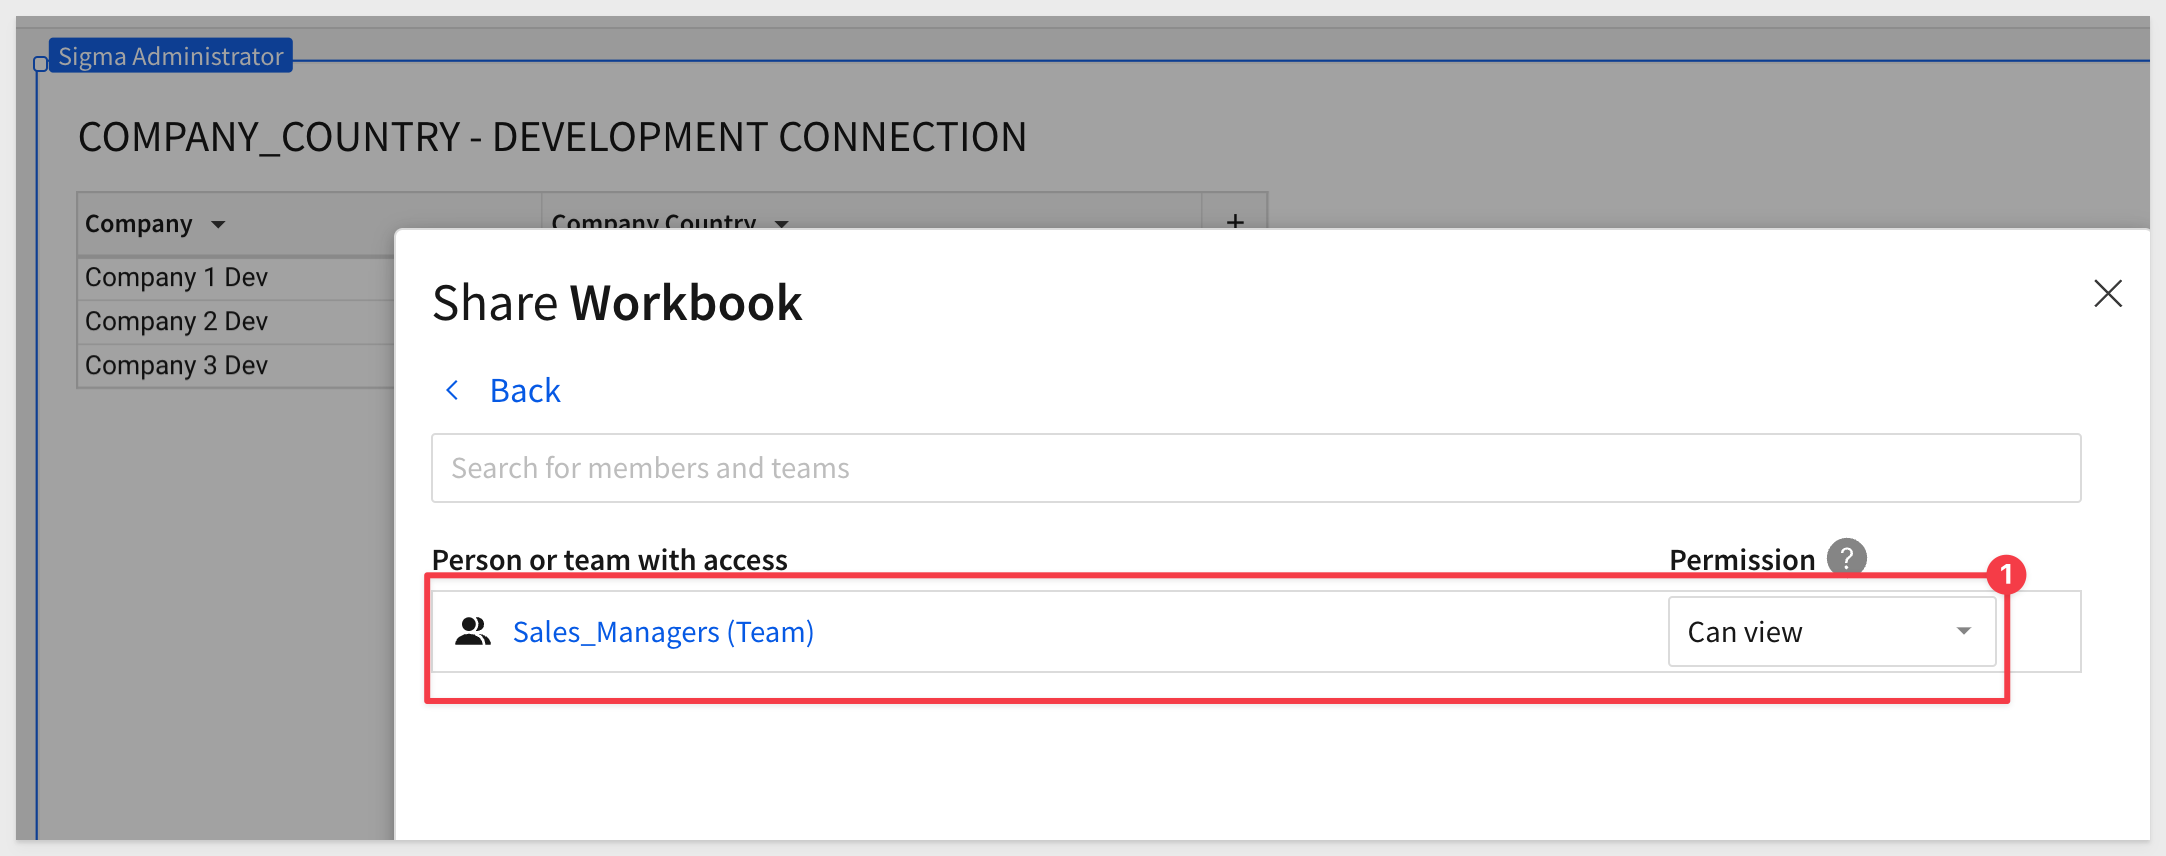 Sigma Administrator
COMPANY_COUNTRY - DEVELOPMENT CONNECTION
Company Company Country +
Company 1 Dev
Company 2 Dev
Company 3 Dev
Share Workbook
Back
Search for members and teams
Person or team with access Permission ?
1
Sales_Managers (Team) Can view